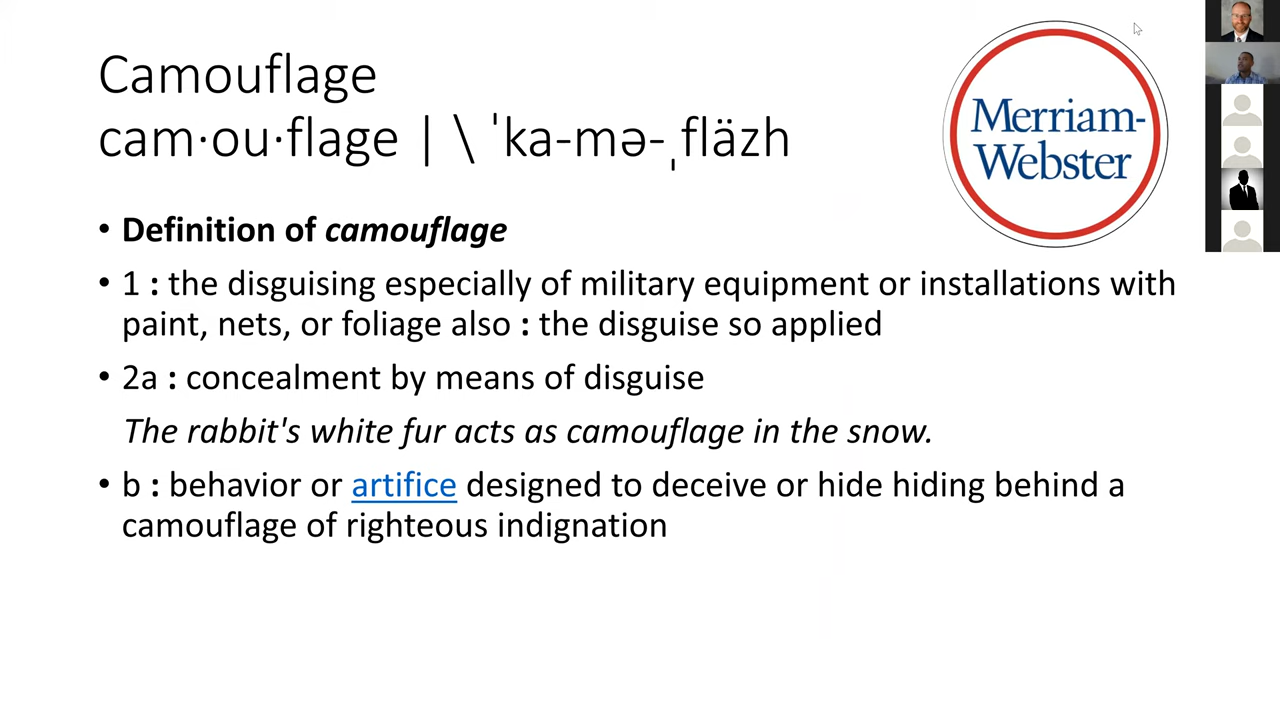 Camouflage
cam·ou·flage | \ ˈka-mə-ˌfläzh
Merriam-
Webster
• Definition of camouflage
• 1 : the disguising especially of military equipment or installations with
paint, nets, or foliage also : the disguise so applied
• 2a : concealment by means of disguise
The rabbit's white fur acts as camouflage in the snow.
• b : behavior or artifice designed to deceive or hide hiding behind a
camouflage of righteous indignation